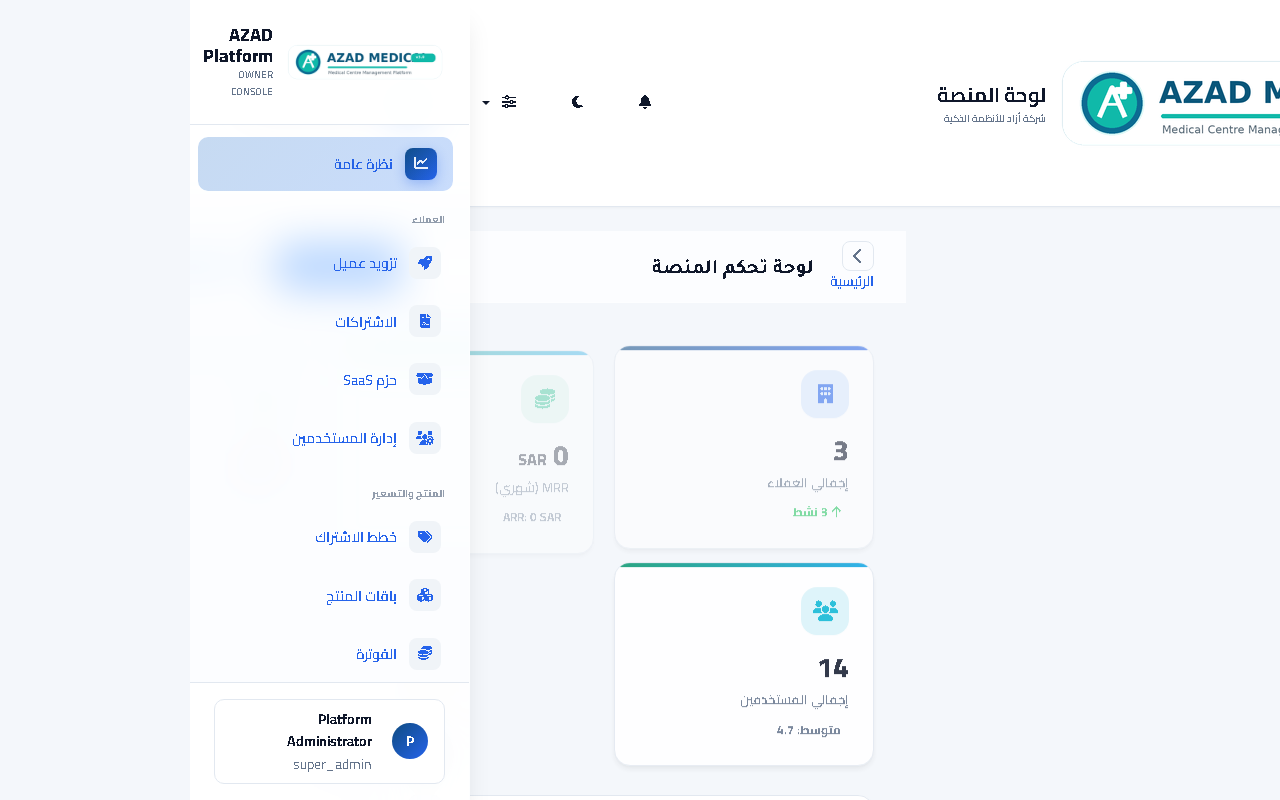 AZAD
Platform
OWNER
CONSOLE
AZAD MEDIC
Medical Centre Management Platform
نظرة عامة
العملاء
تزويد عميل
الاشتراكات
حزم SaaS
إدارة المستخدمين
المنتج والتسعير
خطط الاشتراك
باقات المنتج
الفوترة
Platform
Administrator
super_admin
P
لوحة المنصة
شركة أزاد للأنظمة الذكية
AZAD M
Medical Centre Manag
الرئيسية
لوحة تحكم المنصة
3
إجمالي العملاء
3 نشط
0 SAR
MRR (شهري)
ARR: 0 SAR
14
إجمالي المستخدمين
متوسط: 4.7